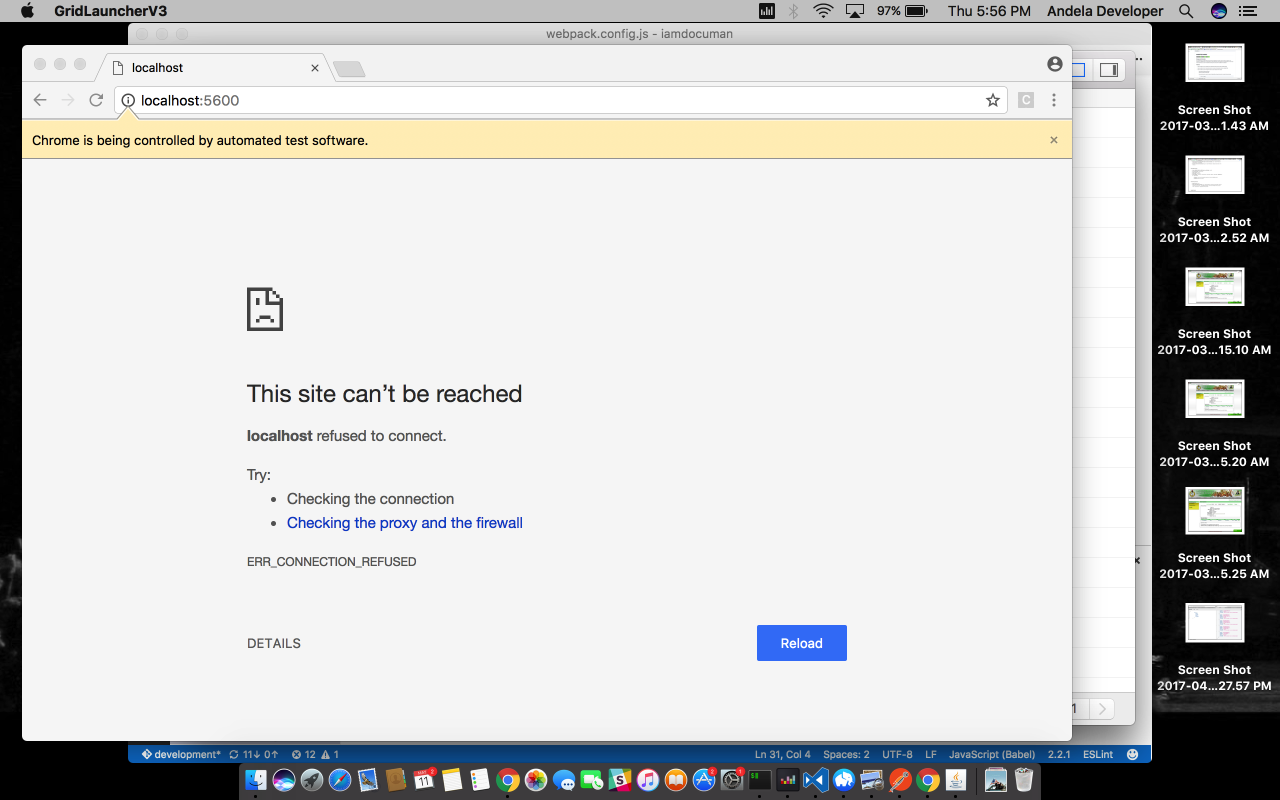 GridLauncherV3
97%
Thu 5:56 PM
Andela Developer
webpack.config.js - iamdocuman
localhost
localhost:5600
C
Chrome is being controlled by automated test software.
This site can’t be reached
localhost refused to connect.
Try:
• Checking the connection
• Checking the proxy and the firewall
ERR_CONNECTION_REFUSED
DETAILS
Reload
Screen Shot
2017-03...1.43 AM
Screen Shot
2017-03...2.52 AM
Screen Shot
2017-03...15.10 AM
Screen Shot
2017-03...5.20 AM
Screen Shot
2017-03...5.25 AM
Screen Shot
2017-04...27.57 PM
1
development* 11↓ 0↑ 12 1
Ln 31, Col 4 Spaces: 2 UTF-8 LF JavaScript (Babel) 2.2.1 ESLint
11